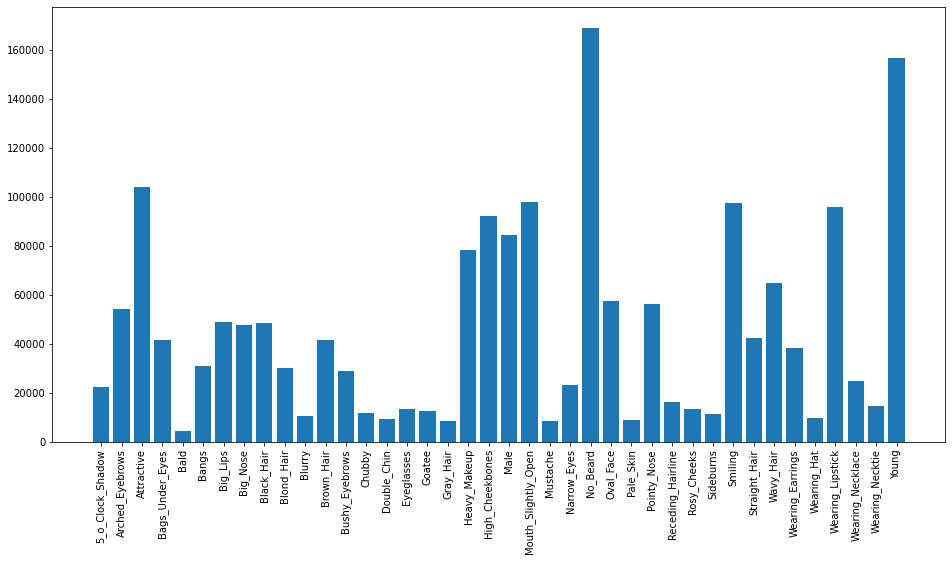 160000
140000
120000
100000
80000
60000
40000
20000
0
5_o_Clock_Shadow
Arched_Eyebrows
Attractive
Bags_Under_Eyes
Bald
Bangs
Big_Lips
Big_Nose
Black_Hair
Blond_Hair
Blurry
Brown_Hair
Bushy_Eyebrows
Chubby
Double_Chin
Eyeglasses
Goatee
Gray_Hair
Heavy_Makeup
High_Cheekbones
Male
Mouth_Slightly_Open
Mustache
Narrow_Eyes
No_Beard
Oval_Face
Pale_Skin
Pointy_Nose
Receding_Hairline
Rosy_Cheeks
Sideburns
Smiling
Straight_Hair
Wavy_Hair
Wearing_Earrings
Wearing_Hat
Wearing_Lipstick
Wearing_Necklace
Wearing_Necktie
Young